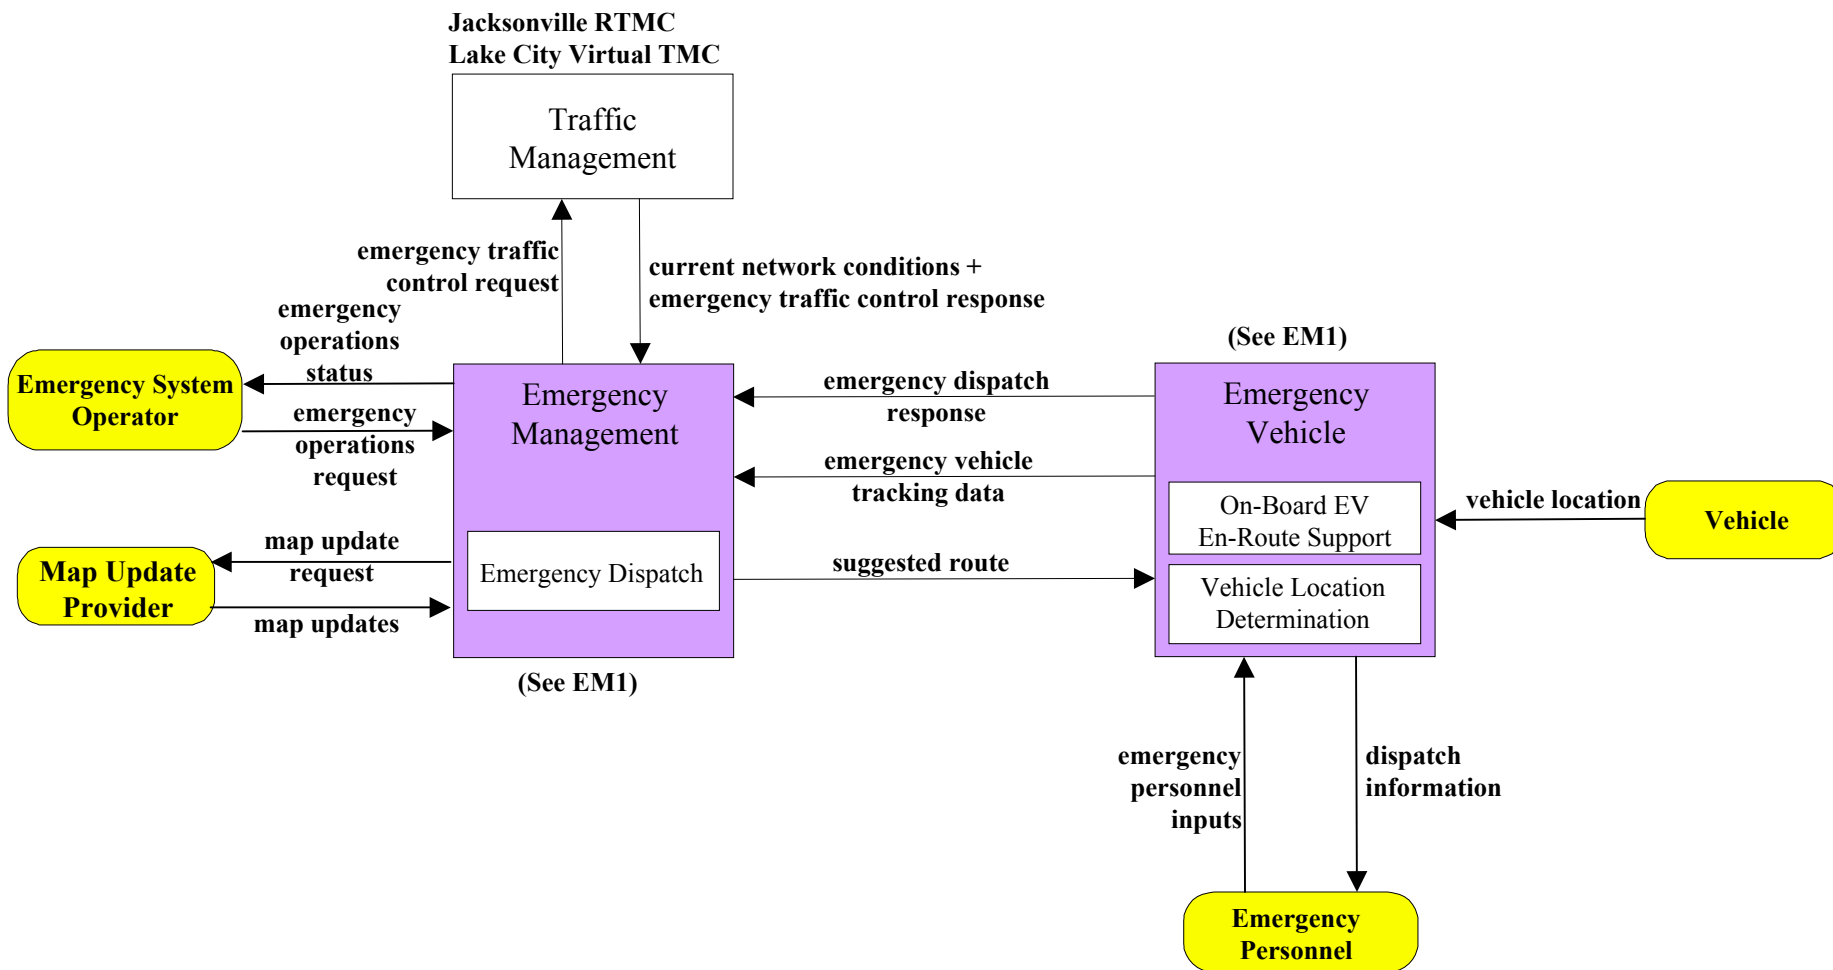 Jacksonville RTMC
Lake City Virtual TMC
Traffic
Management
emergency traffic
control request
current network conditions +
emergency traffic control response
emergency
operations
status
Emergency System
Operator
emergency
operations
request
map update
request
Map Update
Provider
map updates
Emergency
Management
Emergency Dispatch
(See EM1)
emergency dispatch
response
emergency vehicle
tracking data
suggested route
(See EM1)
Emergency
Vehicle
On-Board EV
En-Route Support
Vehicle Location
Determination
vehicle location
Vehicle
emergency
personnel
inputs
dispatch
information
Emergency
Personnel